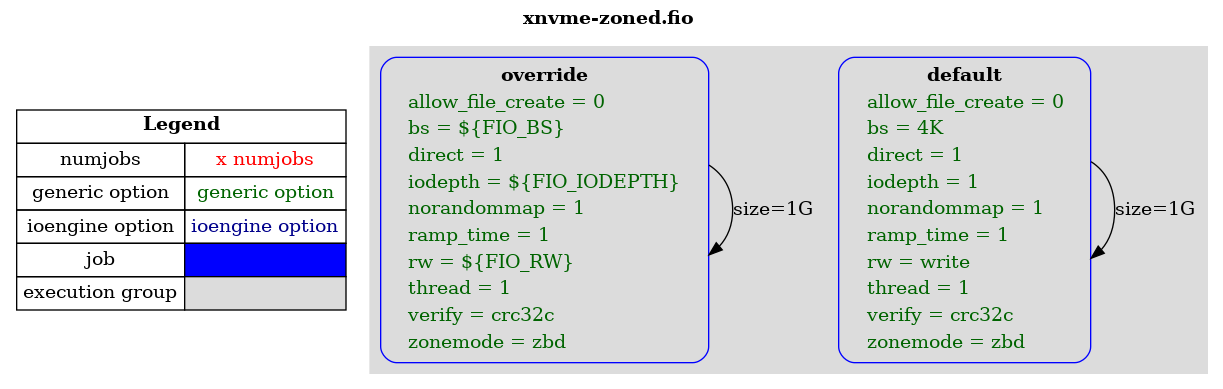 xnvme-zoned.fio
Legend
numjobs x numjobs
generic option generic option
ioengine option ioengine option
job
execution group
override
allow_file_create = 0
bs = ${FIO_BS}
direct = 1
iodepth = ${FIO_IODEPTH}
norandommap = 1
ramp_time = 1
rw = ${FIO_RW}
thread = 1
verify = crc32c
zonemode = zbd
size=1G
default
allow_file_create = 0
bs = 4K
direct = 1
iodepth = 1
norandommap = 1
ramp_time = 1
rw = write
thread = 1
verify = crc32c
zonemode = zbd
size=1G